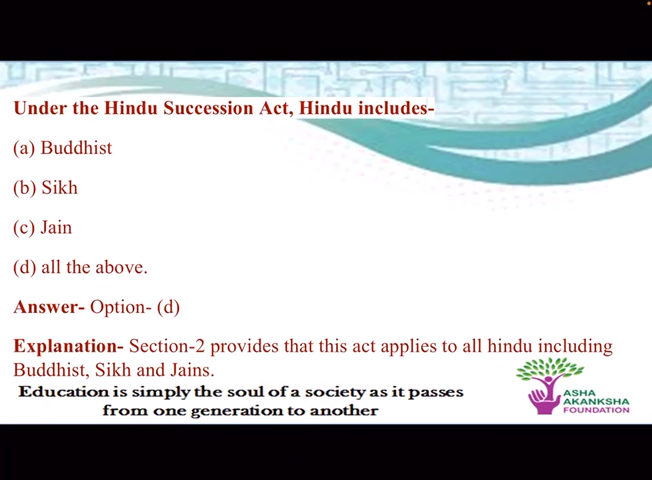 Under the Hindu Succession Act, Hindu includes-
(a) Buddhist
(b) Sikh
(c) Jain
(d) all the above.
Answer- Option- (d)
Explanation- Section-2 provides that this act applies to all hindu including
Buddhist, Sikh and Jains.
Education is simply the soul of a society as it passes
from one generation to another
ASHA
AKANKSHA
FOUNDATION